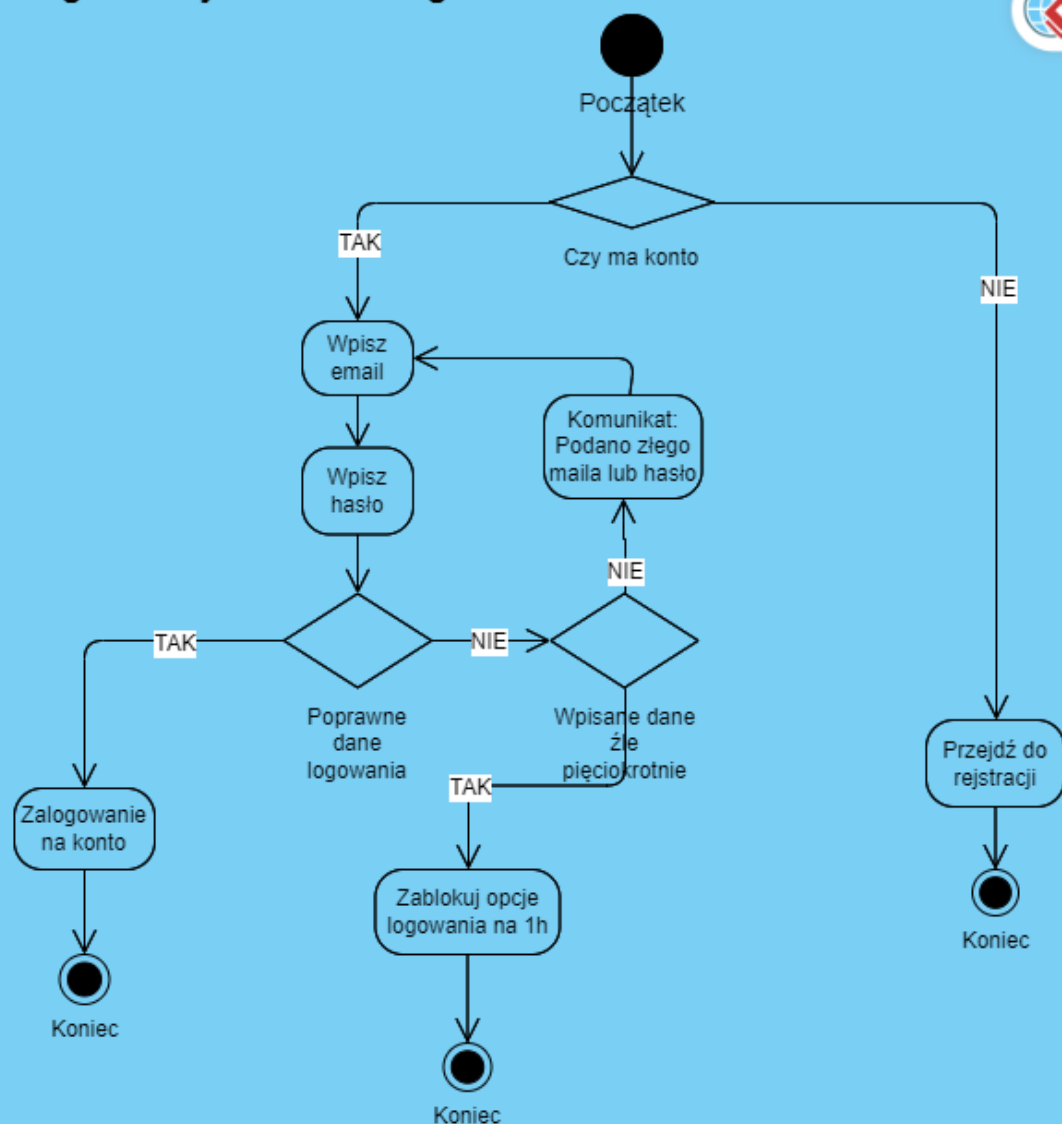 Początek
Czy ma konto
TAK
NIE
Wpisz
email
Komunikat:
Podano złego
maila lub hasło
Wpisz
hasło
NIE
TAK
NIE
Poprawne
dane
logowania
Wpisane dane
źle
pięciokrotnie
Przejdź do
rejstracji
TAK
Zalogowanie
na konto
Zablokuj opcje
logowania na 1h
Koniec
Koniec
Koniec